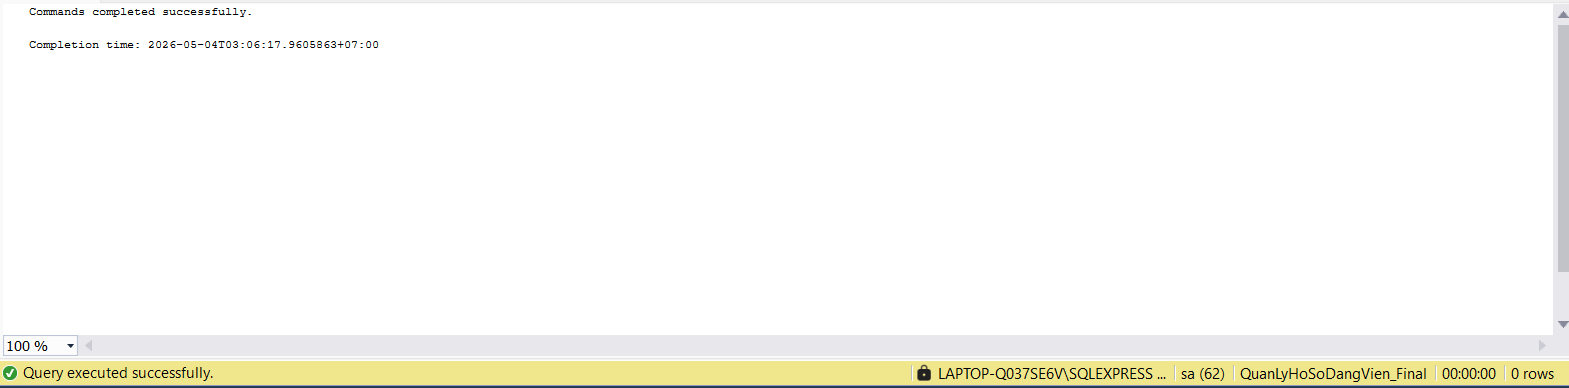 Commands completed successfully.
Completion time: 2026-05-04T03:06:17.9605863+07:00
100 %
Query executed successfully. LAPTOP-Q037SE6V\SQLEXPRESS ... sa (62) QuanLyHoSoDangVien_Final 00:00:00 0 rows